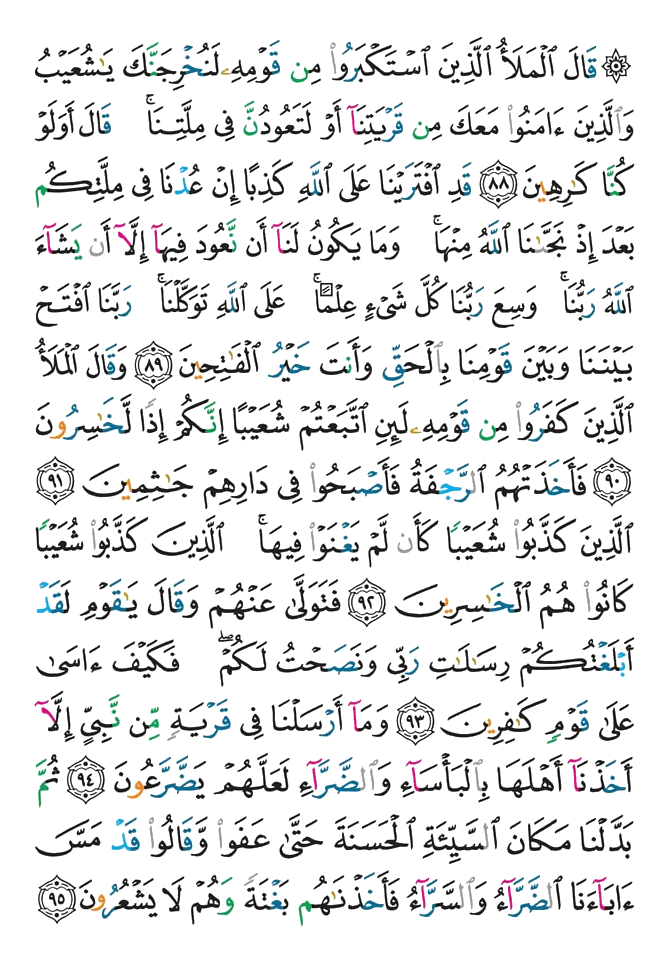 ۞ قَالَ ٱلْمَلَأُ ٱلَّذِينَ ٱسْتَكْبَرُوا۟ مِن قَوْمِهِۦ لَنُخْرِجَنَّكَ يَـٰشُعَيْبُ
وَٱلَّذِينَ ءَامَنُوا۟ مَعَكَ مِن قَرْيَتِنَآ أَوْ لَتَعُودُنَّ فِى مِلَّتِنَا ۚ قَالَ أَوَلَوْ
كُنَّا كَـٰرِهِينَ ﴿٨٨﴾ قَدِ ٱفْتَرَيْنَا عَلَى ٱللَّهِ كَذِبًا إِنْ عُدْنَا فِى مِلَّتِكُم
بَعْدَ إِذْ نَجَّىٰنَا ٱللَّهُ مِنْهَا ۚ وَمَا يَكُونُ لَنَآ أَن نَّعُودَ فِيهَآ إِلَّآ أَن يَشَآءَ
ٱللَّهُ رَبُّنَا ۚ وَسِعَ رَبُّنَا كُلَّ شَىْءٍ عِلْمًا ۚ عَلَى ٱللَّهِ تَوَكَّلْنَا ۚ رَبَّنَا ٱفْتَحْ
بَيْنَنَا وَبَيْنَ قَوْمِنَا بِٱلْحَقِّ وَأَنتَ خَيْرُ ٱلْفَـٰتِحِينَ ﴿٨٩﴾ وَقَالَ ٱلْمَلَأُ
ٱلَّذِينَ كَفَرُوا۟ مِن قَوْمِهِۦ لَئِنِ ٱتَّبَعْتُمْ شُعَيْبًا إِنَّكُمْ إِذًا لَّخَـٰسِرُونَ
﴿٩٠﴾ فَأَخَذَتْهُمُ ٱلرَّجْفَةُ فَأَصْبَحُوا۟ فِى دَارِهِمْ جَـٰثِمِينَ ﴿٩١﴾
ٱلَّذِينَ كَذَّبُوا۟ شُعَيْبًا كَأَن لَّمْ يَغْنَوْا۟ فِيهَا ۚ ٱلَّذِينَ كَذَّبُوا۟ شُعَيْبًا
كَانُوا۟ هُمُ ٱلْخَـٰسِرِينَ ﴿٩٢﴾ فَتَوَلَّىٰ عَنْهُمْ وَقَالَ يَـٰقَوْمِ لَقَدْ
أَبْلَغْتُكُمْ رِسَـٰلَـٰتِ رَبِّى وَنَصَحْتُ لَكُمْ ۖ فَكَيْفَ ءَاسَىٰ
عَلَىٰ قَوْمٍ كَـٰفِرِينَ ﴿٩٣﴾ وَمَآ أَرْسَلْنَا فِى قَرْيَةٍ مِّن نَّبِىٍّ إِلَّآ
أَخَذْنَآ أَهْلَهَا بِٱلْبَأْسَآءِ وَٱلضَّرَّآءِ لَعَلَّهُمْ يَضَّرَّعُونَ ﴿٩٤﴾ ثُمَّ
بَدَّلْنَا مَكَانَ ٱلسَّيِّئَةِ ٱلْحَسَنَةَ حَتَّىٰ عَفَوا۟ وَّقَالُوا۟ قَدْ مَسَّ
ءَابَآءَنَا ٱلضَّرَّآءُ وَٱلسَّرَّآءُ فَأَخَذْنَـٰهُم بَغْتَةً وَهُمْ لَا يَشْعُرُونَ ﴿٩٥﴾